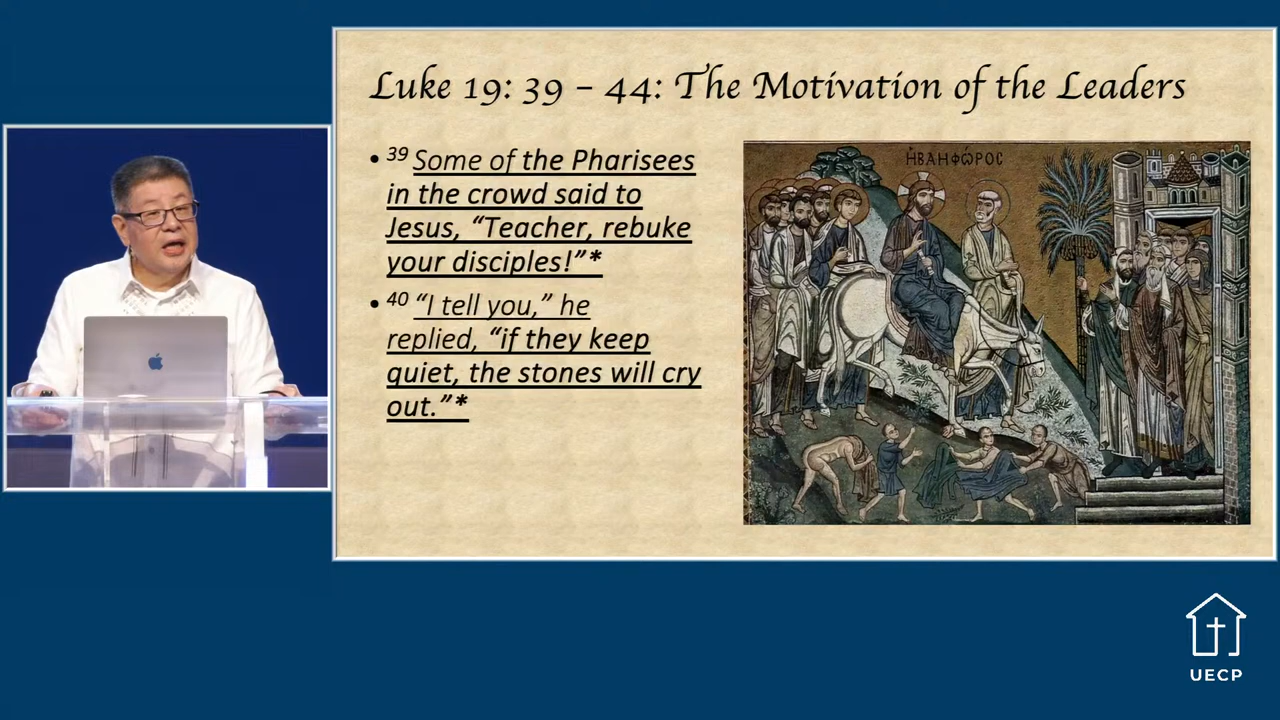 Luke 19: 39 – 44: The Motivation of the Leaders
• ³⁹ Some of the Pharisees
in the crowd said to
Jesus, “Teacher, rebuke
your disciples!”*
• ⁴⁰ “I tell you,” he
replied, “if they keep
quiet, the stones will cry
out.”*
ἩΒΑΗΦΩΡΟC
UECP